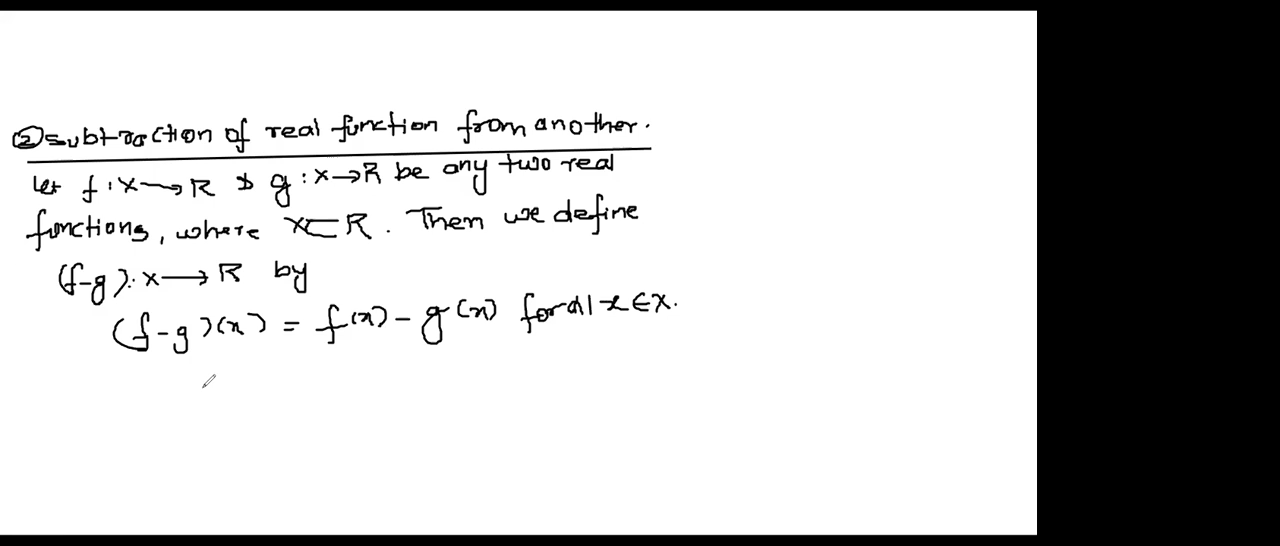 ② subtraction of real function from another.
Let f : X → R & g : X → R be any two real
functions, where X ⊂ R. Then we define
(f-g): X → R by
(f-g)(x) = f(x) - g(x) for all x ∈ X.